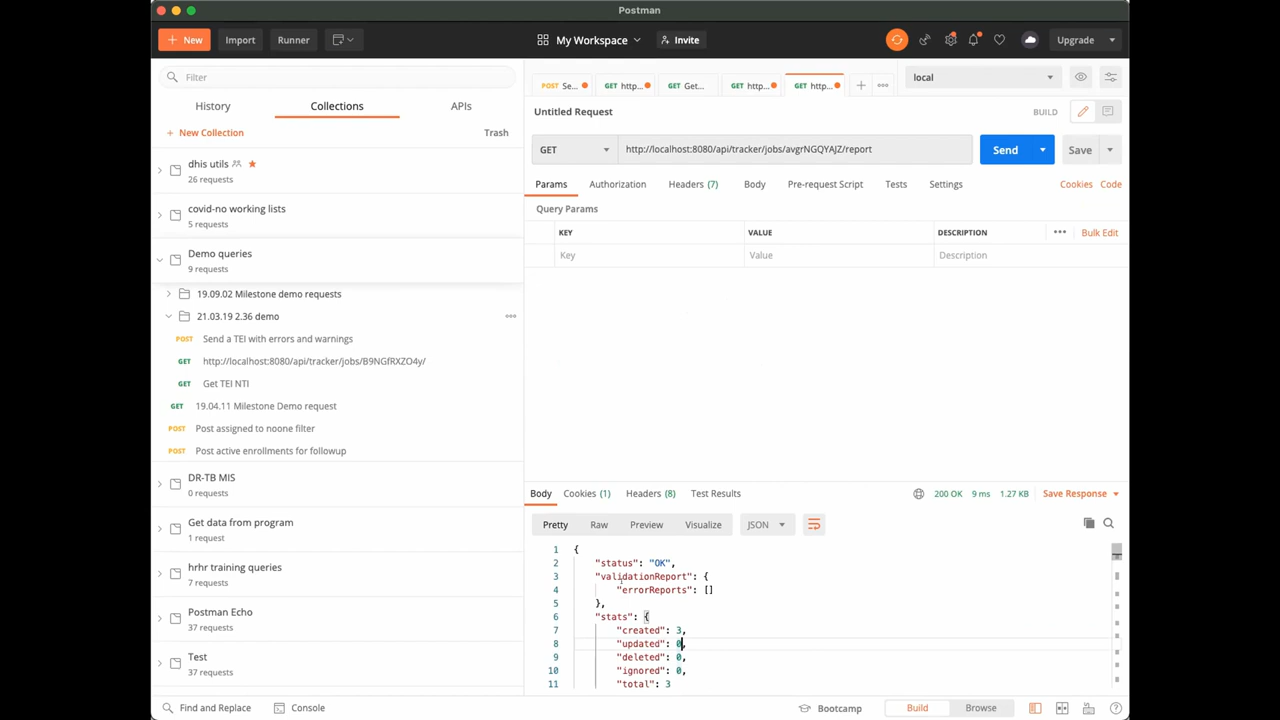 Postman
New
Import
Runner
My Workspace
Invite
Upgrade
Filter
History
Collections
APIs
New Collection
Trash
dhis utils
26 requests
covid-no working lists
5 requests
Demo queries
9 requests
19.09.02 Milestone demo requests
21.03.19 2.36 demo
POST Send a TEI with errors and warnings
GET http://localhost:8080/api/tracker/jobs/B9NGfRXZO4y/
GET Get TEI NTI
GET 19.04.11 Milestone Demo request
POST Post assigned to noone filter
POST Post active enrollments for followup
DR-TB MIS
0 requests
Get data from program
1 request
hrhr training queries
7 requests
Postman Echo
37 requests
Test
37 requests
POST Se...
GET http...
GET Get...
GET http...
GET http...
local
Untitled Request
BUILD
GET
http://localhost:8080/api/tracker/jobs/avgrNGQYAJZ/report
Send
Save
Params
Authorization
Headers (7)
Body
Pre-request Script
Tests
Settings
Cookies
Code
Query Params
KEY
VALUE
DESCRIPTION
Bulk Edit
Key
Value
Description
Body
Cookies (1)
Headers (8)
Test Results
200 OK
9 ms
1.27 KB
Save Response
Pretty
Raw
Preview
Visualize
JSON
1 {
2 "status": "OK",
3 "validationReport": {
4 "errorReports": []
5 },
6 "stats": {
7 "created": 3,
8 "updated": 0,
9 "deleted": 0,
10 "ignored": 0,
11 "total": 3
Find and Replace
Console
Bootcamp
Build
Browse